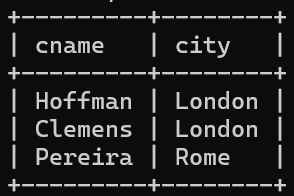 cname | city
Hoffman | London
Clemens | London
Pereira | Rome